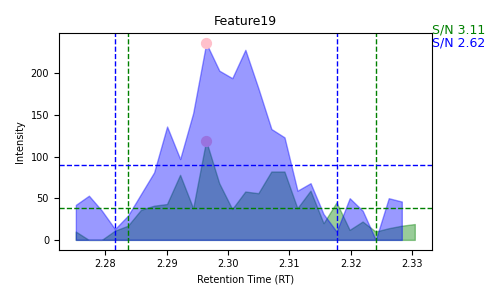 Feature19
S/N 3.11
S/N 2.62
200
150
100
50
0
Intensity
2.28
2.29
2.30
2.31
2.32
2.33
Retention Time (RT)